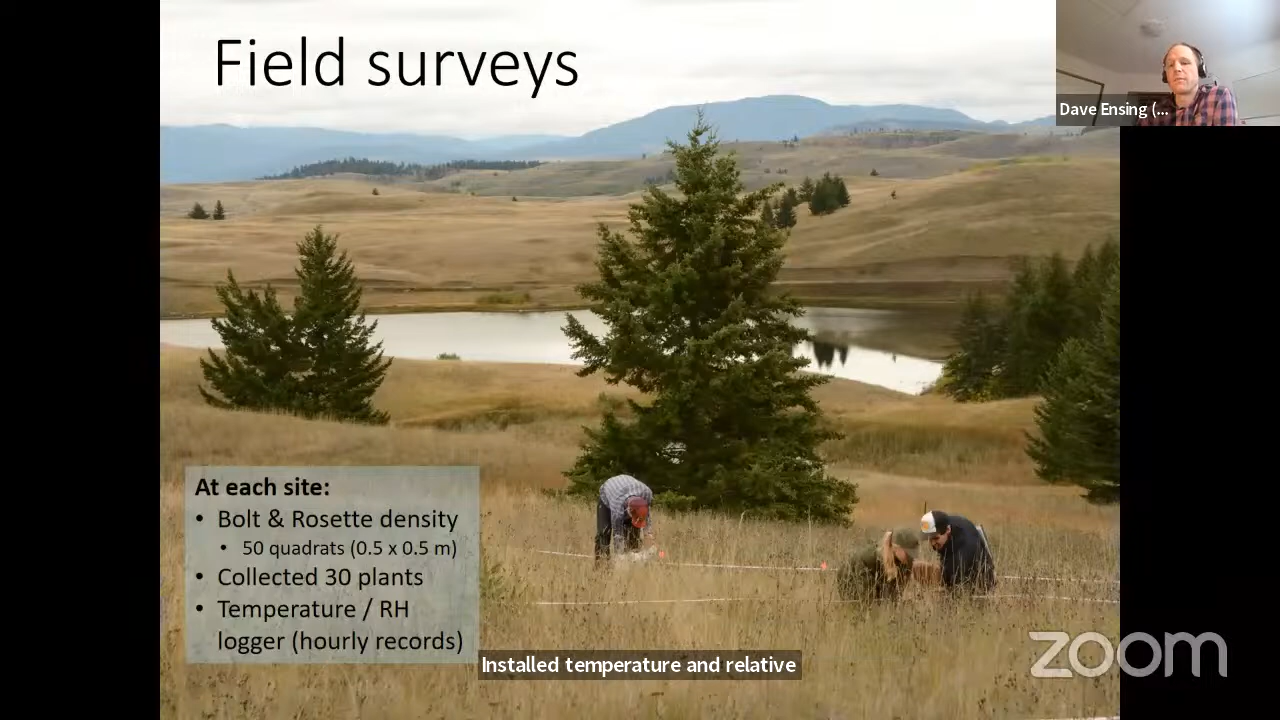 Field surveys
Dave Ensing (...
At each site:
• Bolt & Rosette density
• 50 quadrats (0.5 x 0.5 m)
• Collected 30 plants
• Temperature / RH
logger (hourly records)
Installed temperature and relative
zoom